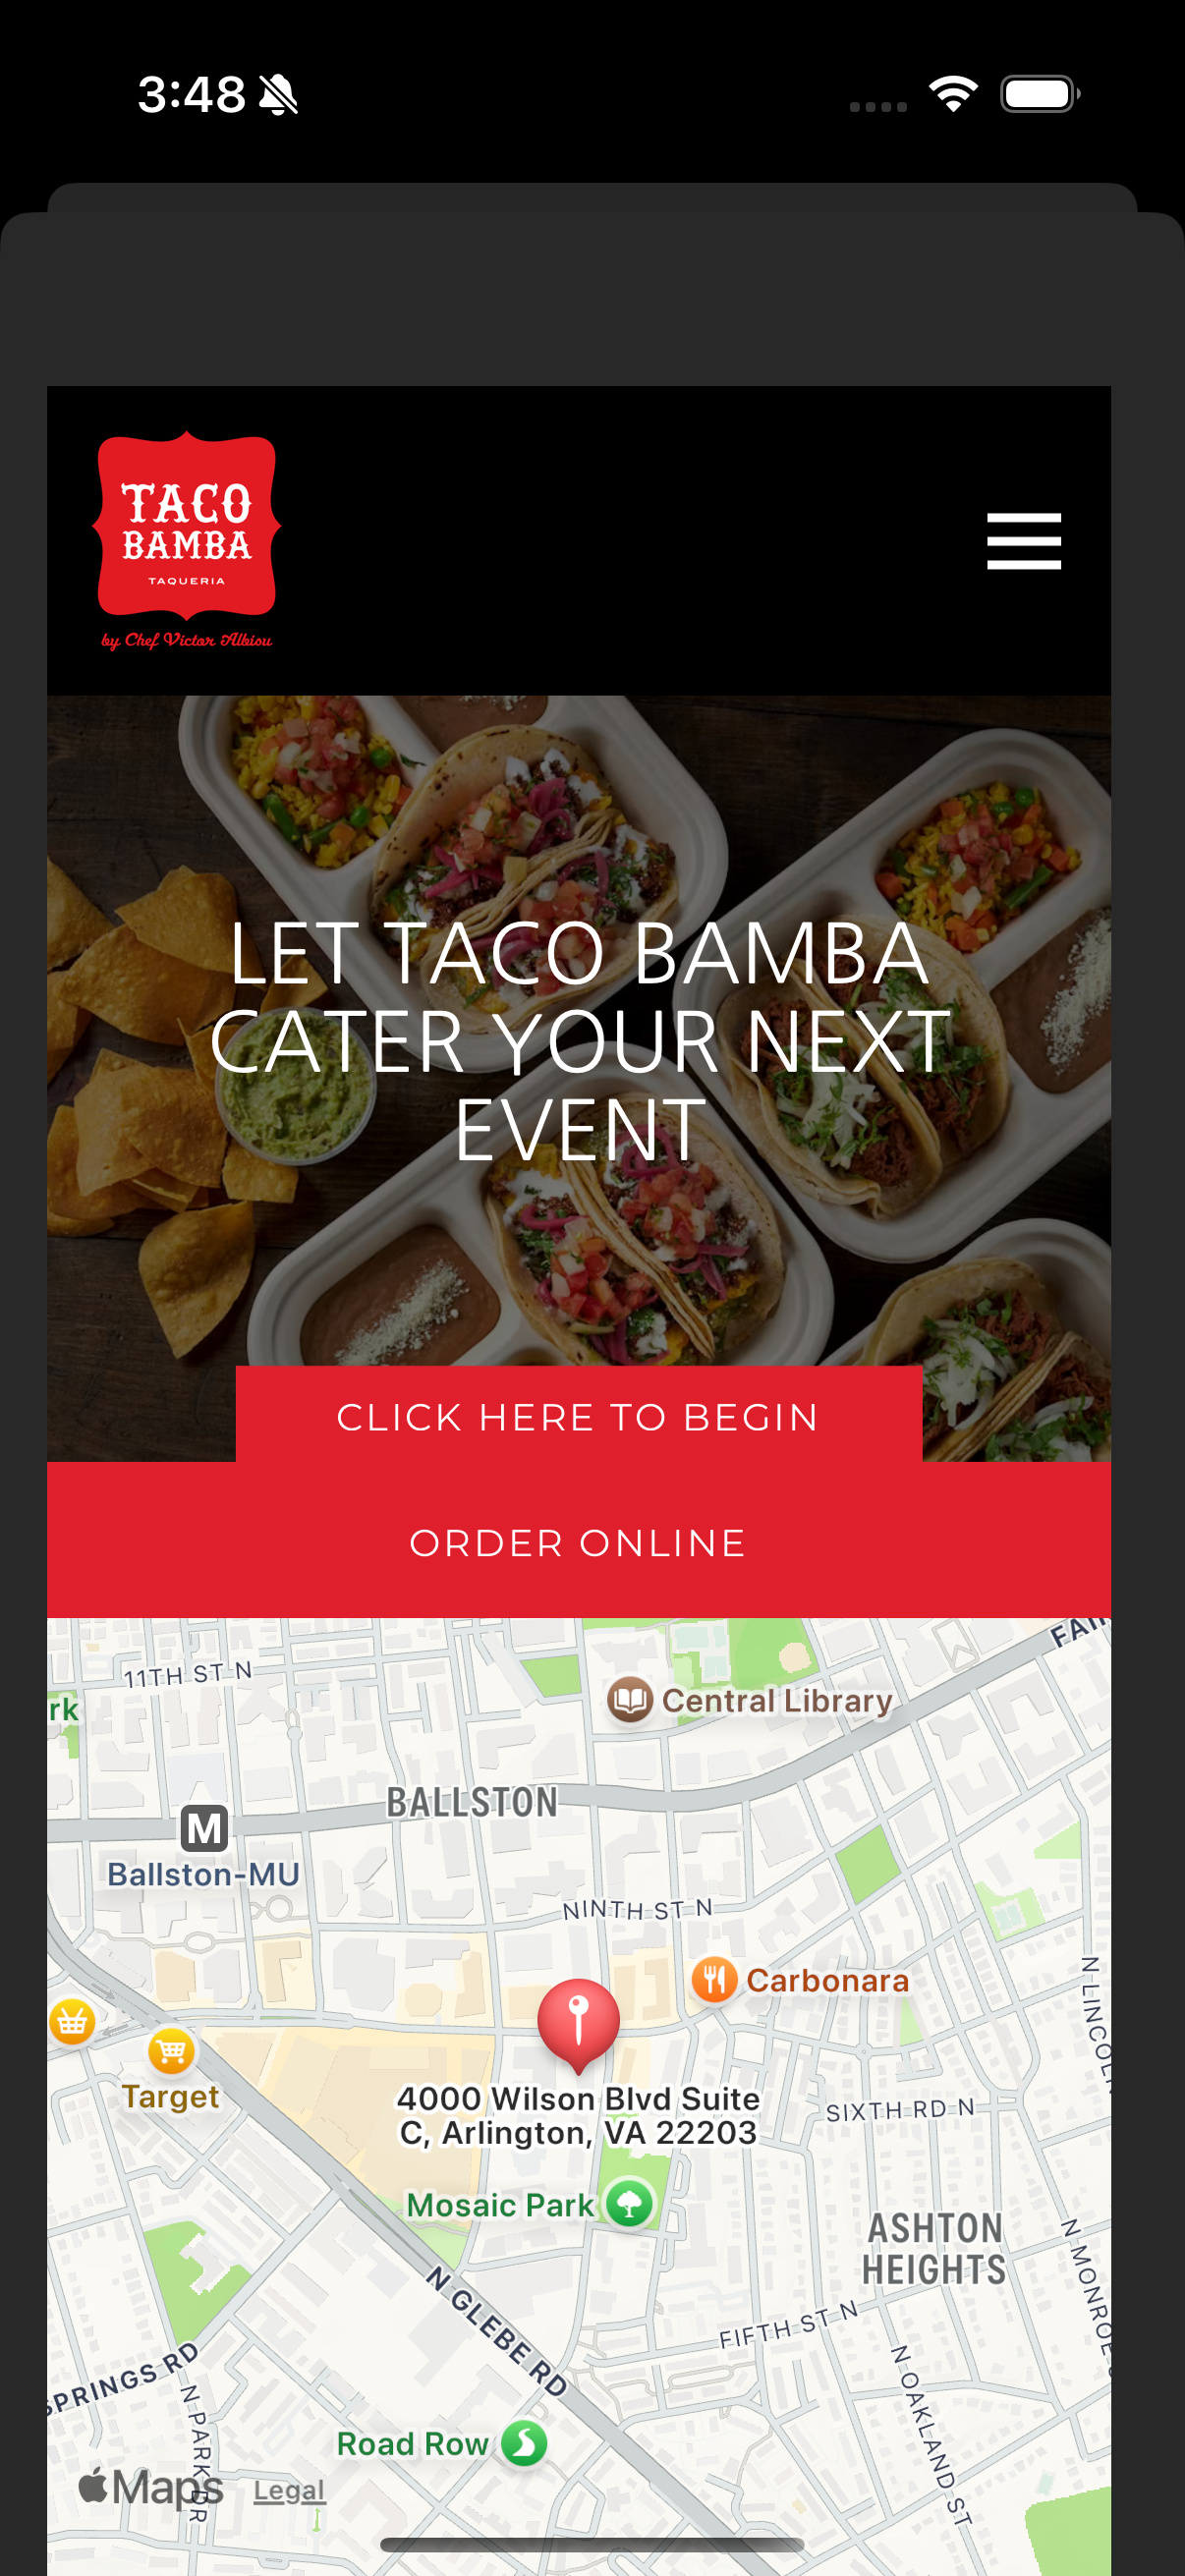 3:48
TACO
BAMBA
TAQUERIA
by Chef Victor Albisu
LET TACO BAMBA
CATER YOUR NEXT
EVENT
CLICK HERE TO BEGIN
ORDER ONLINE
FAIR
11TH ST N
rk
Central Library
BALLSTON
M
Ballston-MU
NINTH ST N
Carbonara
N LINCOLN
Target
4000 Wilson Blvd Suite
C, Arlington, VA 22203
SIXTH RD N
Mosaic Park
ASHTON
HEIGHTS
N MONROE S
N GLEBE RD
FIFTH ST N
SPRINGS RD
N PARK DR
N OAKLAND ST
Road Row
Maps
Legal